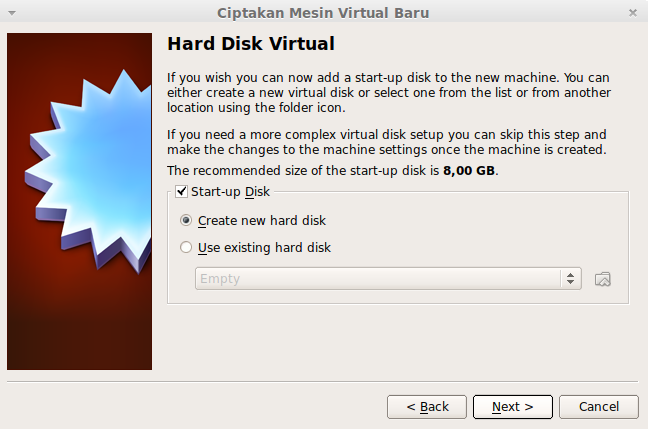 Ciptakan Mesin Virtual Baru
Hard Disk Virtual
If you wish you can now add a start-up disk to the new machine. You can
either create a new virtual disk or select one from the list or from another
location using the folder icon.
If you need a more complex virtual disk setup you can skip this step and
make the changes to the machine settings once the machine is created.
The recommended size of the start-up disk is 8,00 GB.
Start-up Disk
Create new hard disk
Use existing hard disk
Empty
< Back
Next >
Cancel